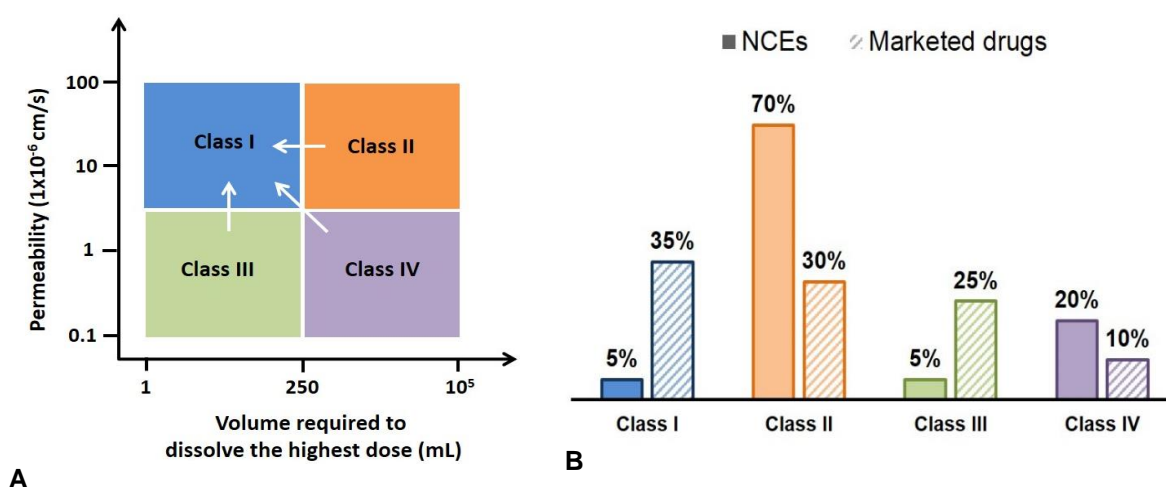 Permeability (1x10⁻⁶ cm/s)
100
10
1
0.1
Class I
Class II
Class III
Class IV
1
250
10⁵
Volume required to
dissolve the highest dose (mL)
A
NCEs
Marketed drugs
5%
35%
70%
30%
5%
25%
20%
10%
Class I
Class II
Class III
Class IV
B